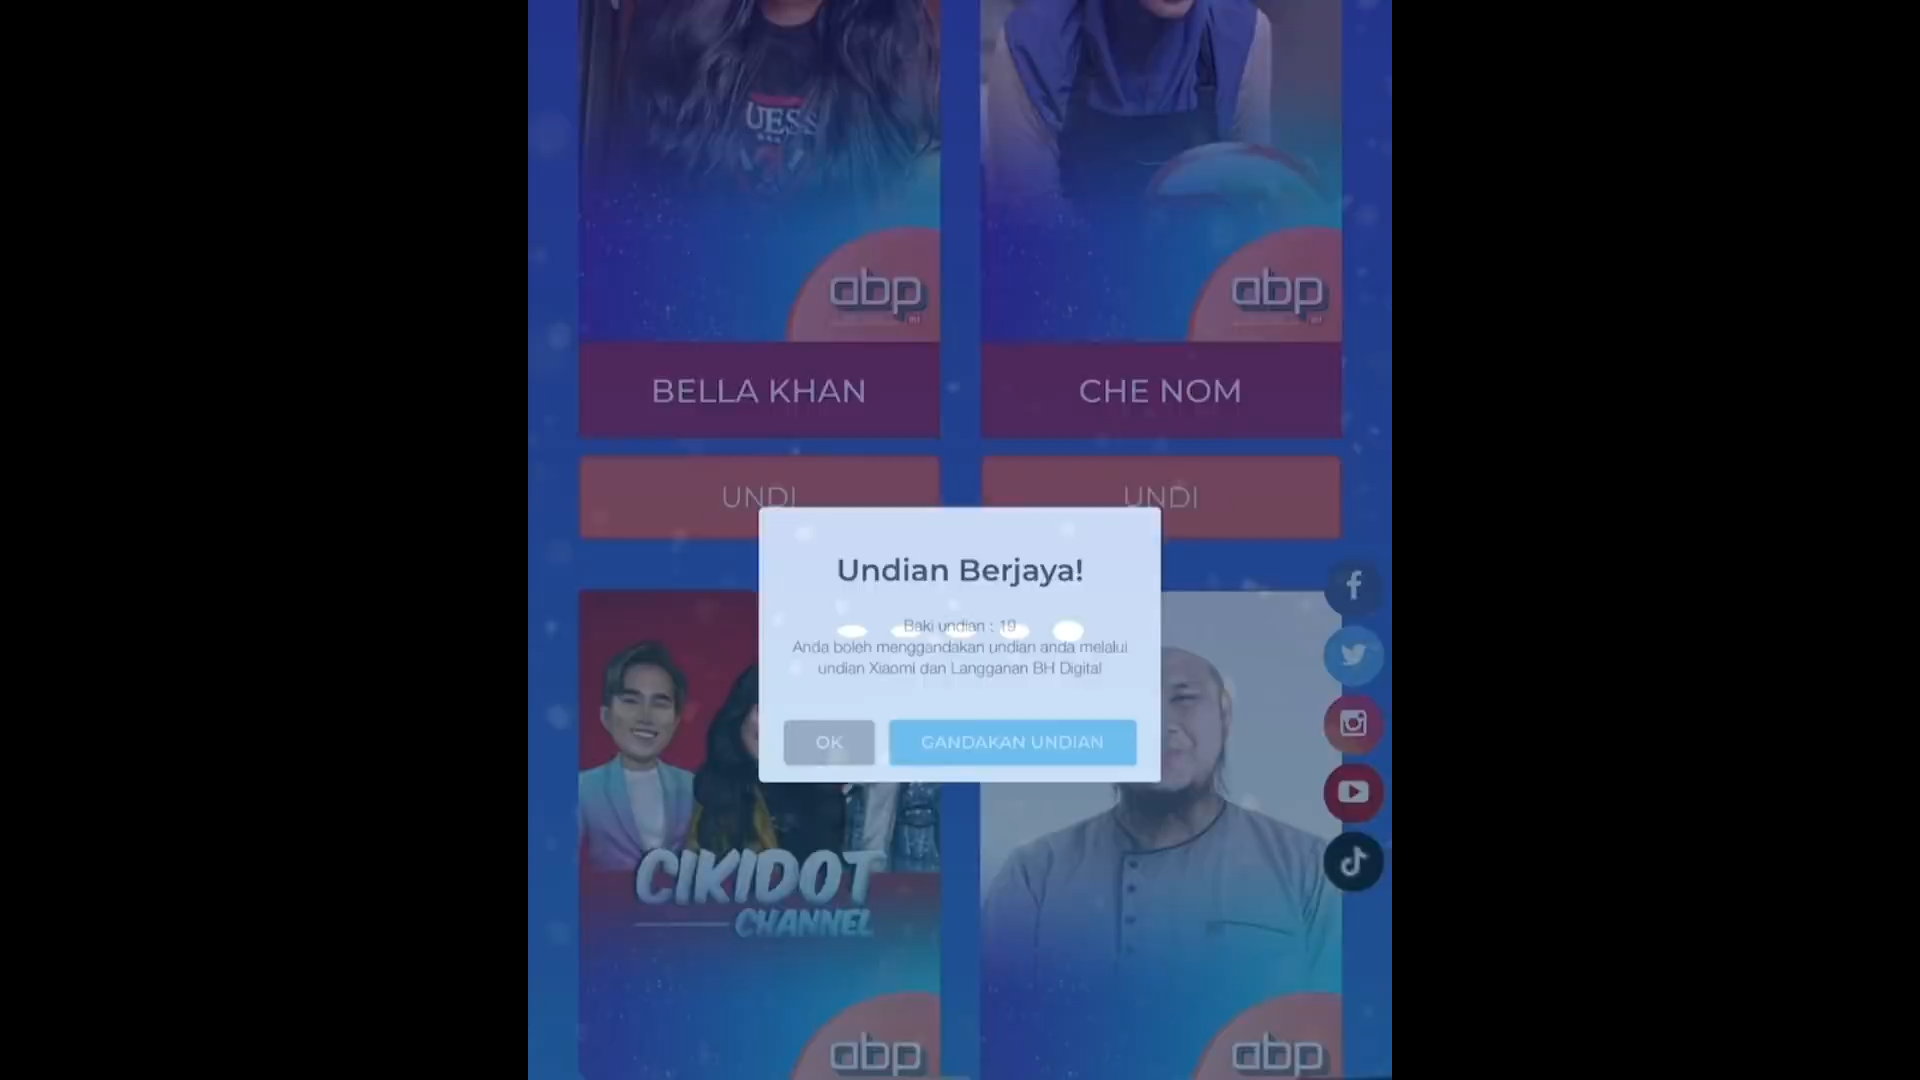 UESS
abp
abp
BELLA KHAN
CHE NOM
UNDI
UNDI
Undian Berjaya!
Baki undian : 19
Anda boleh menggandakan undian anda melalui
undian Xiaomi dan Langganan BH Digital
OK
GANDAKAN UNDIAN
CIKIDOT
CHANNEL
abp
abp